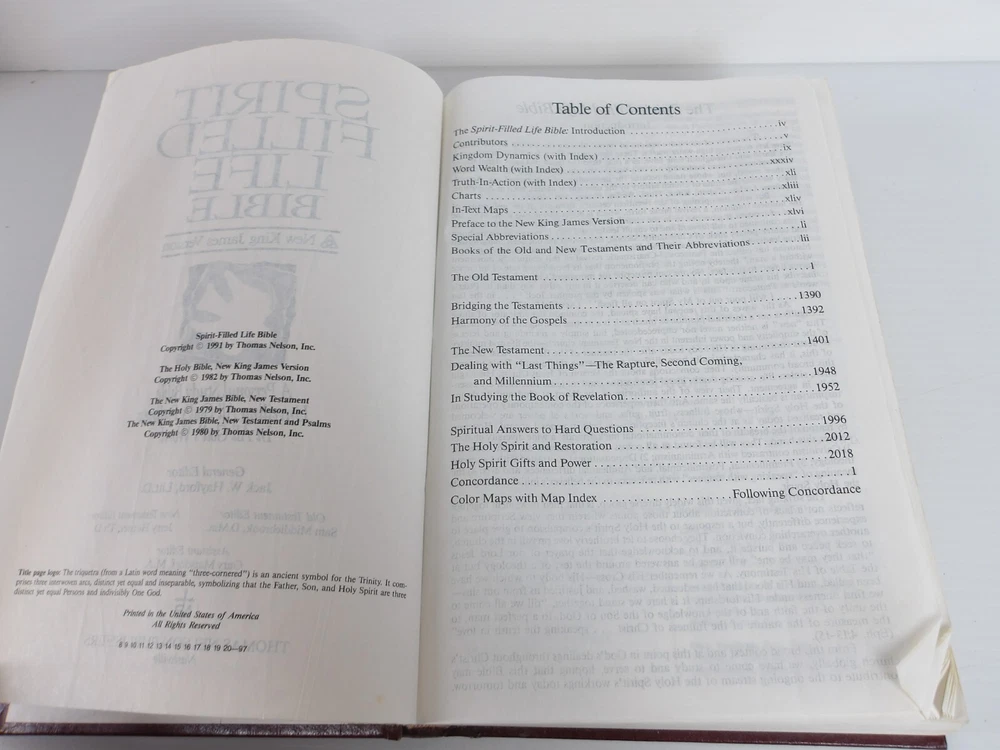 Spirit-Filled Life Bible
Copyright © 1991 by Thomas Nelson, Inc.
The Holy Bible, New King James Version
Copyright © 1982 by Thomas Nelson, Inc.
The New King James Bible, New Testament
Copyright © 1979 by Thomas Nelson, Inc.
The New King James Bible, New Testament and Psalms
Copyright © 1980 by Thomas Nelson, Inc.
Title page logo: The triquetra (from a Latin word meaning "three-cornered") is an ancient symbol for the Trinity. It com-
prises three interwoven arcs, distinct yet equal and inseparable, symbolizing that the Father, Son, and Holy Spirit are three
distinct yet equal Persons and indivisibly One God.
Printed in the United States of America
All Rights Reserved
8 9 10 11 12 13 14 15 16 17 18 19 20—97
Table of Contents
The Spirit-Filled Life Bible: Introduction iv
Contributors v
Kingdom Dynamics (with Index) ix
Word Wealth (with Index) xxxiv
Truth-In-Action (with Index) xli
Charts xliii
In-Text Maps xliv
Preface to the New King James Version xlvi
Special Abbreviations li
Books of the Old and New Testaments and Their Abbreviations lii
The Old Testament 1
Bridging the Testaments 1390
Harmony of the Gospels 1392
The New Testament 1401
Dealing with "Last Things"—The Rapture, Second Coming,
and Millennium 1948
In Studying the Book of Revelation 1952
Spiritual Answers to Hard Questions 1996
The Holy Spirit and Restoration 2012
Holy Spirit Gifts and Power 2018
Concordance 1
Color Maps with Map Index Following Concordance